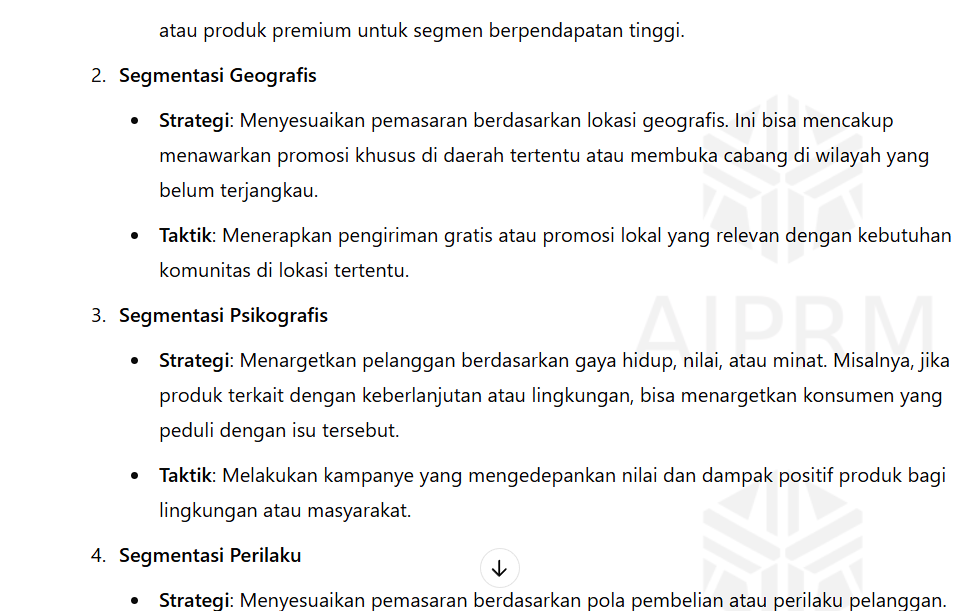 atau produk premium untuk segmen berpendapatan tinggi.
2. Segmentasi Geografis
• Strategi: Menyesuaikan pemasaran berdasarkan lokasi geografis. Ini bisa mencakup
menawarkan promosi khusus di daerah tertentu atau membuka cabang di wilayah yang
belum terjangkau.
• Taktik: Menerapkan pengiriman gratis atau promosi lokal yang relevan dengan kebutuhan
komunitas di lokasi tertentu.
AIPRM
3. Segmentasi Psikografis
• Strategi: Menargetkan pelanggan berdasarkan gaya hidup, nilai, atau minat. Misalnya, jika
produk terkait dengan keberlanjutan atau lingkungan, bisa menargetkan konsumen yang
peduli dengan isu tersebut.
• Taktik: Melakukan kampanye yang mengedepankan nilai dan dampak positif produk bagi
lingkungan atau masyarakat.
4. Segmentasi Perilaku
• Strategi: Menyesuaikan pemasaran berdasarkan pola pembelian atau perilaku pelanggan.